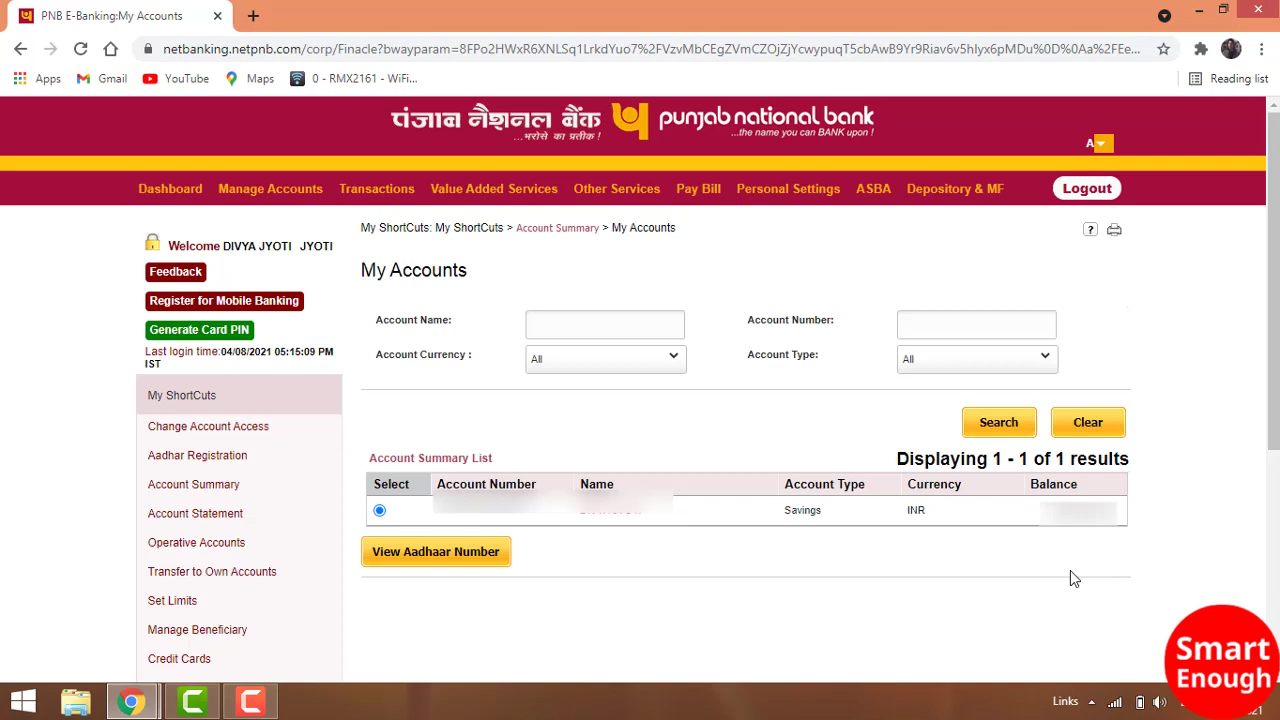 PNB E-Banking:My Accounts
netbanking.netpnb.com/corp/Finacle?bwayparam=8FPo2HWxR6XNLSq1LrkdYuo7%2FVzvMbCEgZVmCZOjZjYcwypuqT5cbAwB9Yr9Riav6v5hlyx6pMDu%0D%0Aa%2FEe...
Apps Gmail YouTube Maps 0 - RMX2161 - WiFi... Reading list
पंजाब नैशनल बैंक punjab national bank
...भरोसे का प्रतीक ! ...the name you can BANK upon !
A
Dashboard Manage Accounts Transactions Value Added Services Other Services Pay Bill Personal Settings ASBA Depository & MF Logout
My ShortCuts: My ShortCuts > Account Summary > My Accounts ?
Welcome DIVYA JYOTI JYOTI
Feedback
Register for Mobile Banking
Generate Card PIN
Last login time:04/08/2021 05:15:09 PM
IST
My ShortCuts
Change Account Access
Aadhar Registration
Account Summary
Account Statement
Operative Accounts
Transfer to Own Accounts
Set Limits
Manage Beneficiary
Credit Cards
My Accounts
Account Name: Account Number:
Account Currency : All Account Type: All
Search Clear
Account Summary List Displaying 1 - 1 of 1 results
Select Account Number Name Account Type Currency Balance
Savings INR
View Aadhaar Number
Smart
Enough
Links